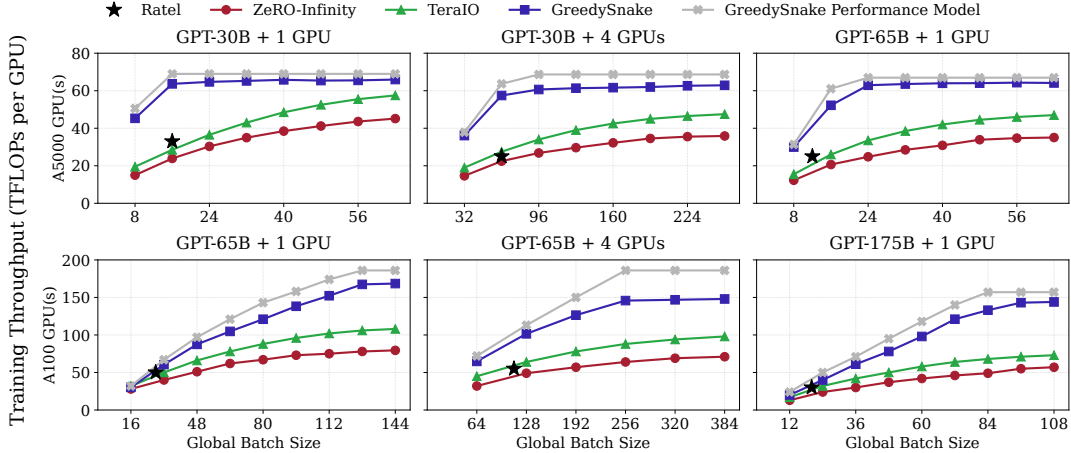 Ratel ZeRO-Infinity TeraIO GreedySnake GreedySnake Performance Model
Training Throughput (TFLOPs per GPU)
GPT-30B + 1 GPU GPT-30B + 4 GPUs GPT-65B + 1 GPU
A5000 GPU(s)
80
60
40
20
0
8 24 40 56 32 96 160 224 8 24 40 56
GPT-65B + 1 GPU GPT-65B + 4 GPUs GPT-175B + 1 GPU
A100 GPU(s)
200
150
100
50
0
16 48 80 112 144 64 128 192 256 320 384 12 36 60 84 108
Global Batch Size Global Batch Size Global Batch Size